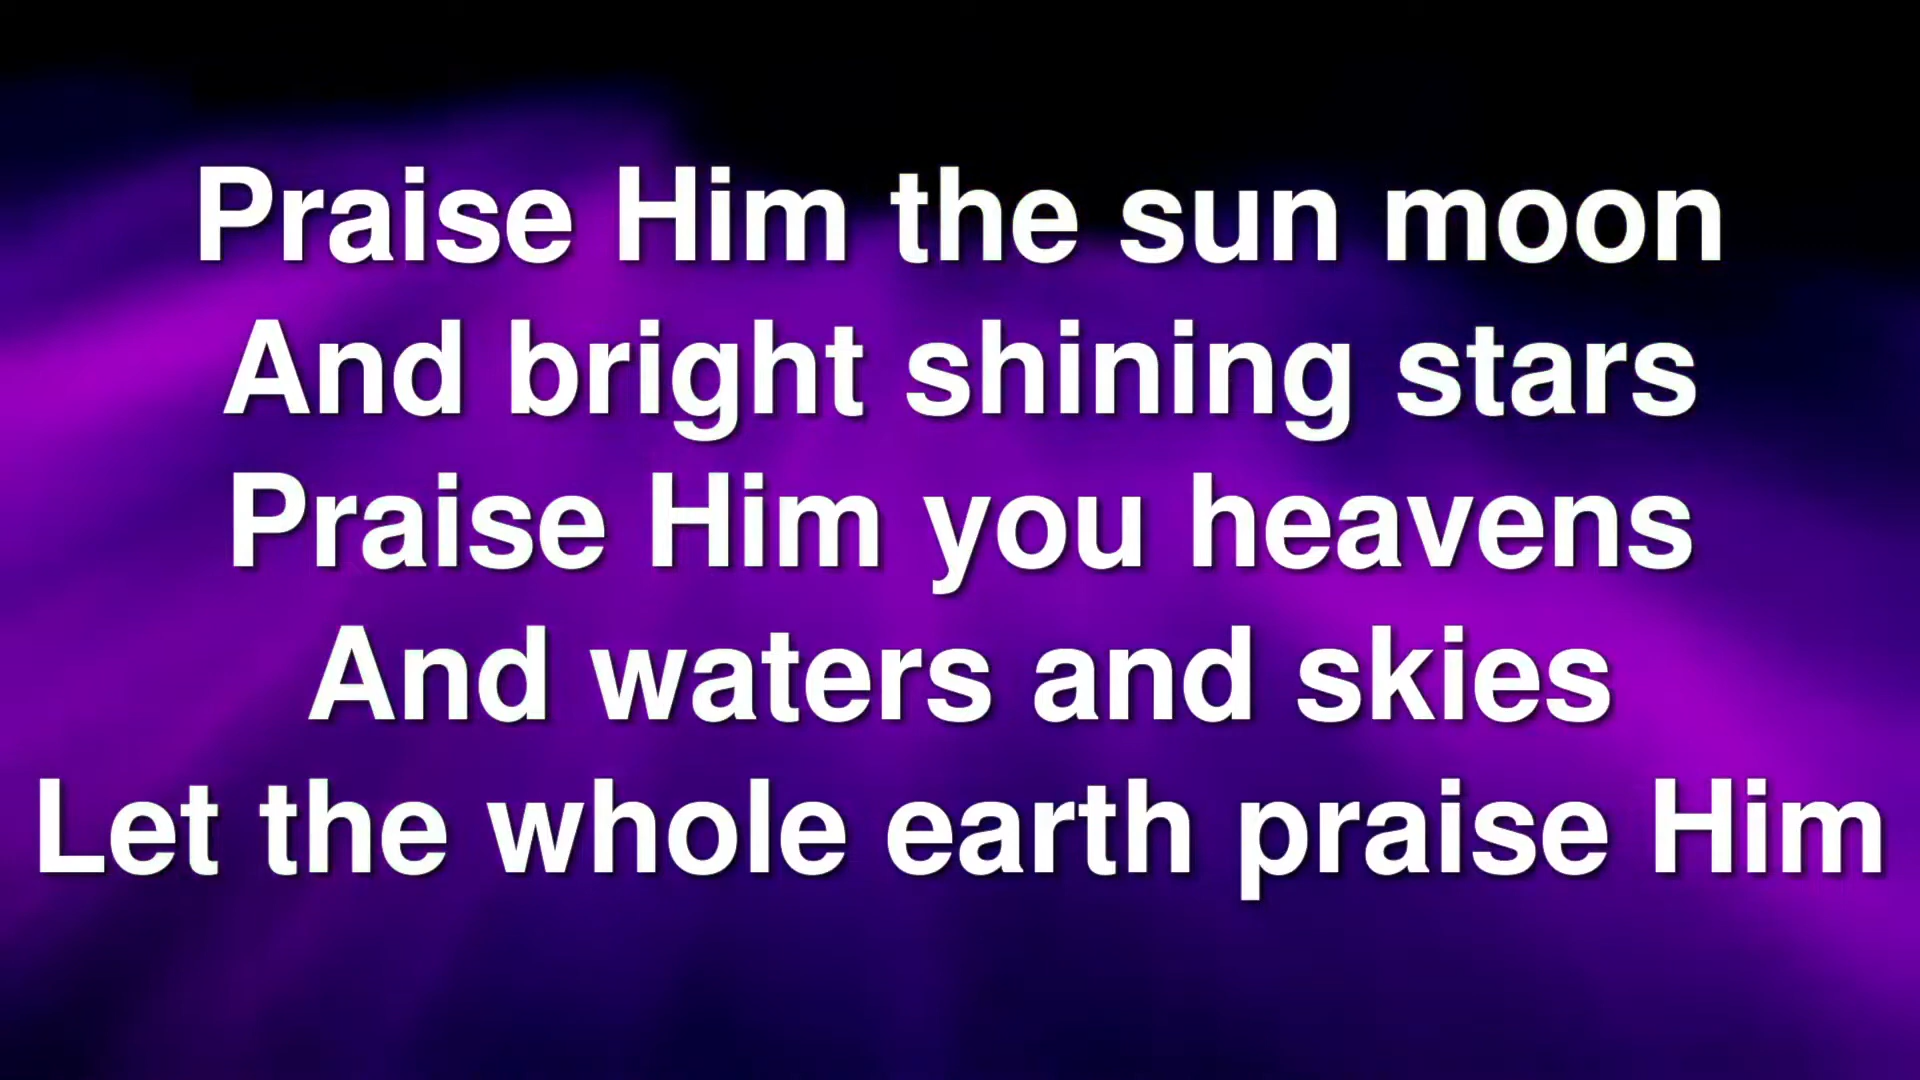 Praise Him the sun moon
And bright shining stars
Praise Him you heavens
And waters and skies
Let the whole earth praise Him